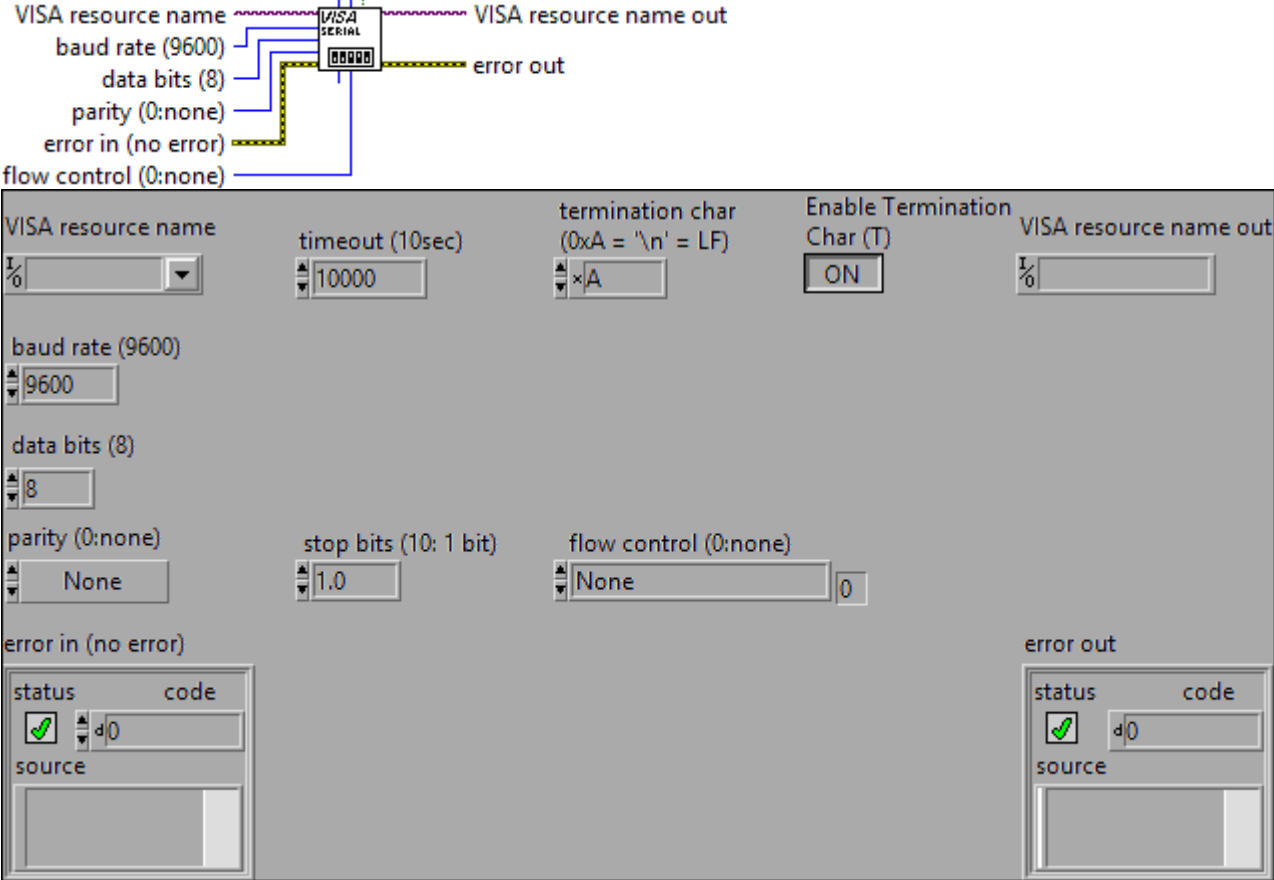 VISA resource name
VISA resource name out
VISA
SERIAL
baud rate (9600)
data bits (8)
error out
parity (0:none)
error in (no error)
flow control (0:none)
VISA resource name
timeout (10sec)
termination char
(0xA = '\n' = LF)
Enable Termination
Char (T)
VISA resource name out
I/O
10000
×A
ON
I/O
baud rate (9600)
9600
data bits (8)
8
parity (0:none)
stop bits (10: 1 bit)
flow control (0:none)
None
1.0
None
0
error in (no error)
error out
status code
d0
source
status code
d0
source